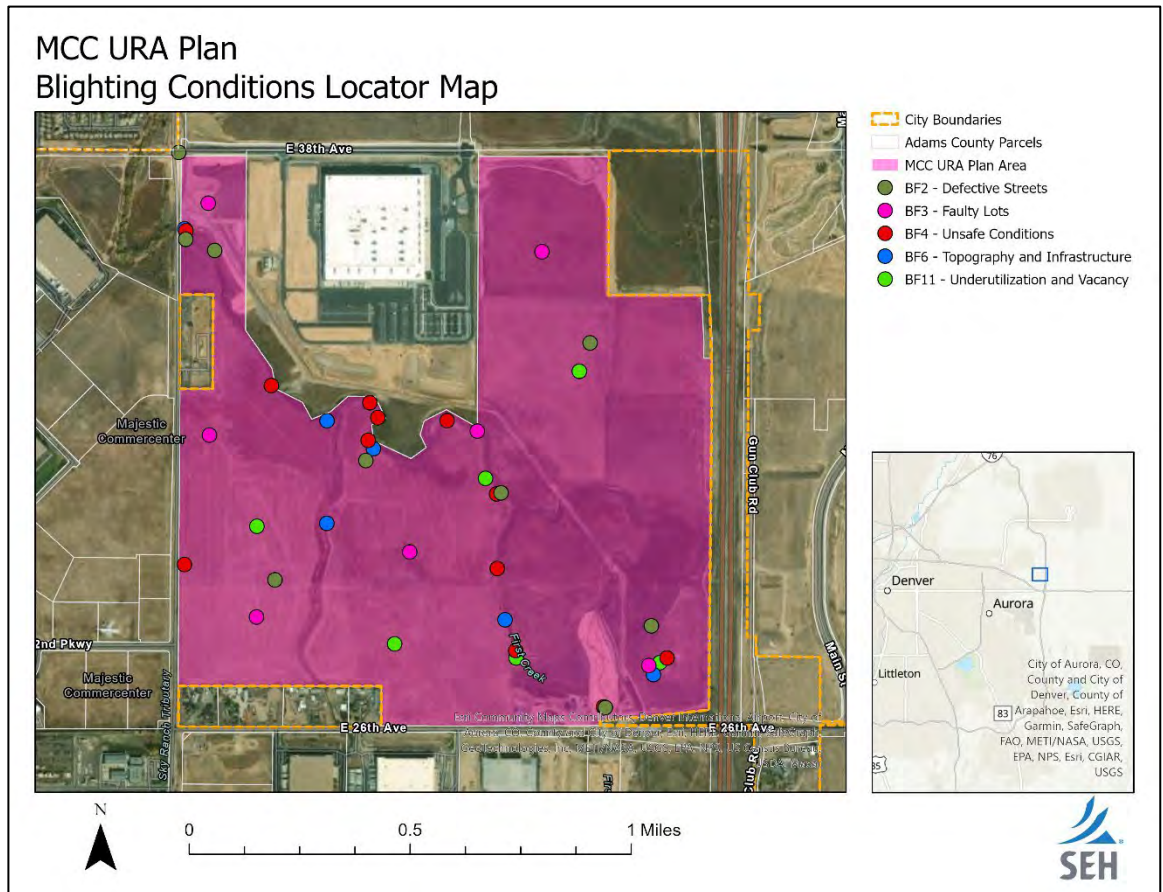 MCC URA Plan
Blighting Conditions Locator Map
E 38th Ave
City Boundaries
Adams County Parcels
MCC URA Plan Area
BF2 - Defective Streets
BF3 - Faulty Lots
BF4 - Unsafe Conditions
BF6 - Topography and Infrastructure
BF11 - Underutilization and Vacancy
Majestic
Commercenter
Gun Club Rd
2nd Pkwy
Majestic
Commercenter
Sky Ranch Tributary
First Creek
Main St
E 26th Ave
E 26th Ave
Club Rd
76
Denver
Aurora
Littleton
83
85
City of Aurora, CO,
County and City of
Denver, County of
Arapahoe, Esri, HERE,
Garmin, SafeGraph,
FAO, METI/NASA, USGS,
EPA, NPS, Esri, CGIAR,
USGS
N
0
0.5
1 Miles
SEH